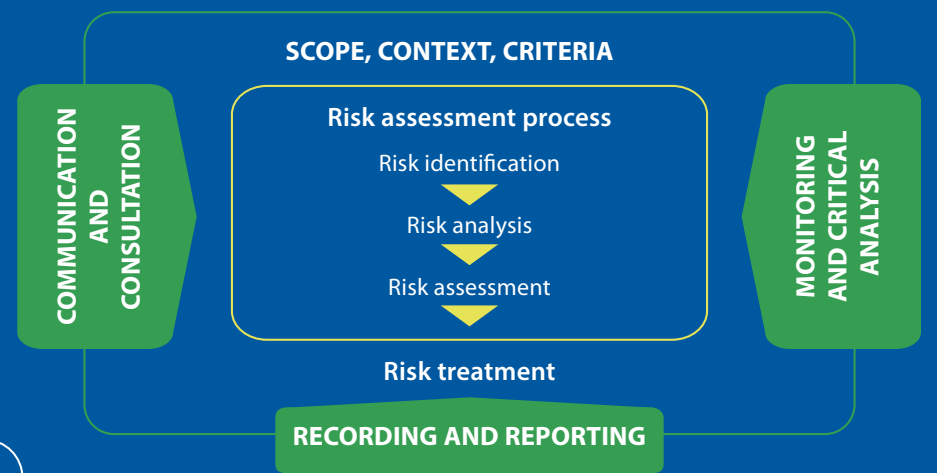 SCOPE, CONTEXT, CRITERIA
COMMUNICATION
AND
CONSULTATION
Risk assessment process
Risk identification
Risk analysis
Risk assessment
Risk treatment
MONITORING
AND CRITICAL
ANALYSIS
RECORDING AND REPORTING